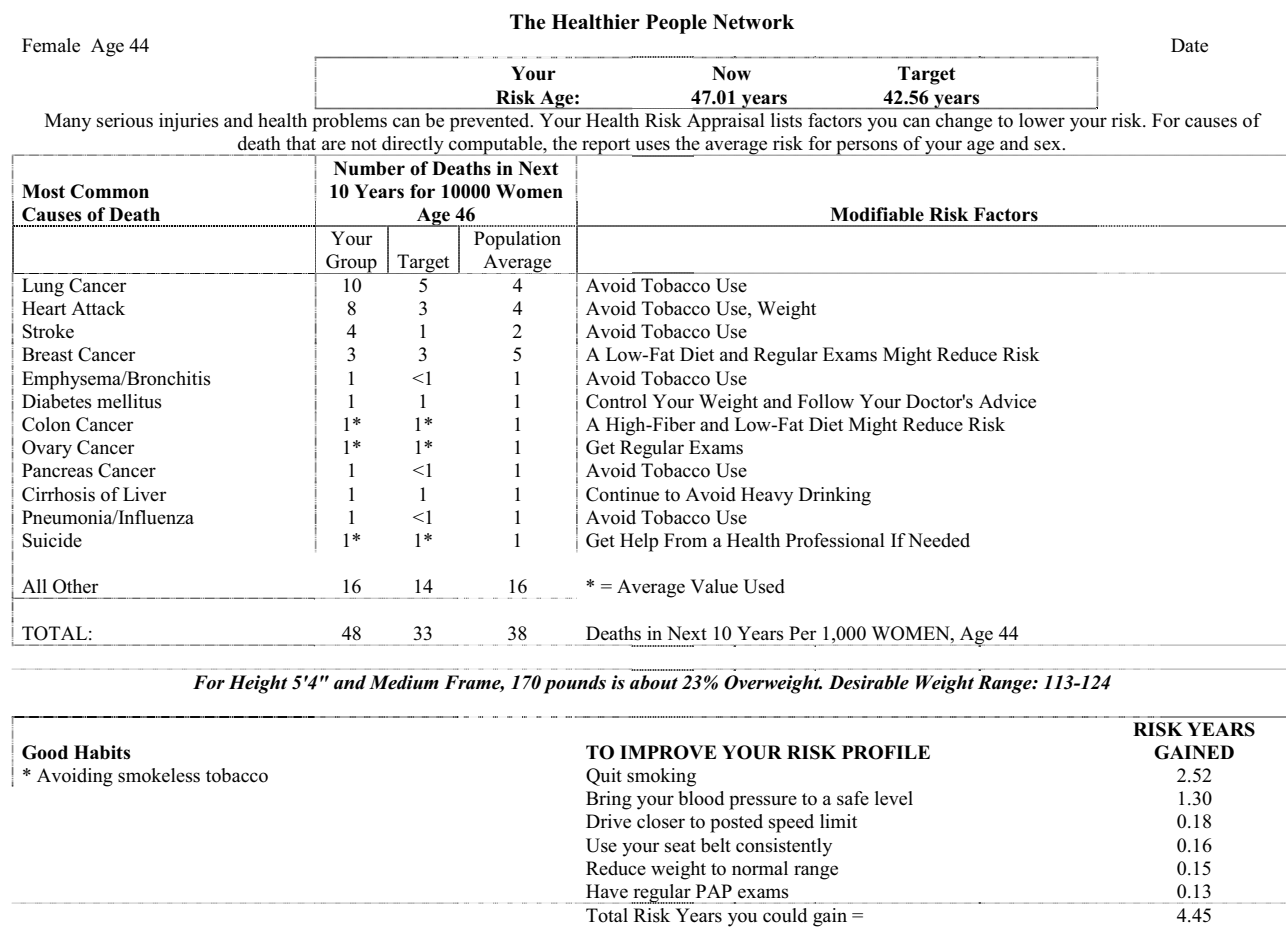 The Healthier People Network
Female Age 44 Date
Your Now Target
Risk Age: 47.01 years 42.56 years
Many serious injuries and health problems can be prevented. Your Health Risk Appraisal lists factors you can change to lower your risk. For causes of
death that are not directly computable, the report uses the average risk for persons of your age and sex.
Number of Deaths in Next
Most Common 10 Years for 10000 Women
Causes of Death Age 46 Modifiable Risk Factors
Your Population
Group Target Average
Lung Cancer 10 5 4 Avoid Tobacco Use
Heart Attack 8 3 4 Avoid Tobacco Use, Weight
Stroke 4 1 2 Avoid Tobacco Use
Breast Cancer 3 3 5 A Low-Fat Diet and Regular Exams Might Reduce Risk
Emphysema/Bronchitis 1 <1 1 Avoid Tobacco Use
Diabetes mellitus 1 1 1 Control Your Weight and Follow Your Doctor's Advice
Colon Cancer 1* 1* 1 A High-Fiber and Low-Fat Diet Might Reduce Risk
Ovary Cancer 1* 1* 1 Get Regular Exams
Pancreas Cancer 1 <1 1 Avoid Tobacco Use
Cirrhosis of Liver 1 1 1 Continue to Avoid Heavy Drinking
Pneumonia/Influenza 1 <1 1 Avoid Tobacco Use
Suicide 1* 1* 1 Get Help From a Health Professional If Needed
All Other 16 14 16 * = Average Value Used
TOTAL: 48 33 38 Deaths in Next 10 Years Per 1,000 WOMEN, Age 44
For Height 5'4" and Medium Frame, 170 pounds is about 23% Overweight. Desirable Weight Range: 113-124
RISK YEARS
Good Habits TO IMPROVE YOUR RISK PROFILE GAINED
* Avoiding smokeless tobacco Quit smoking 2.52
Bring your blood pressure to a safe level 1.30
Drive closer to posted speed limit 0.18
Use your seat belt consistently 0.16
Reduce weight to normal range 0.15
Have regular PAP exams 0.13
Total Risk Years you could gain = 4.45